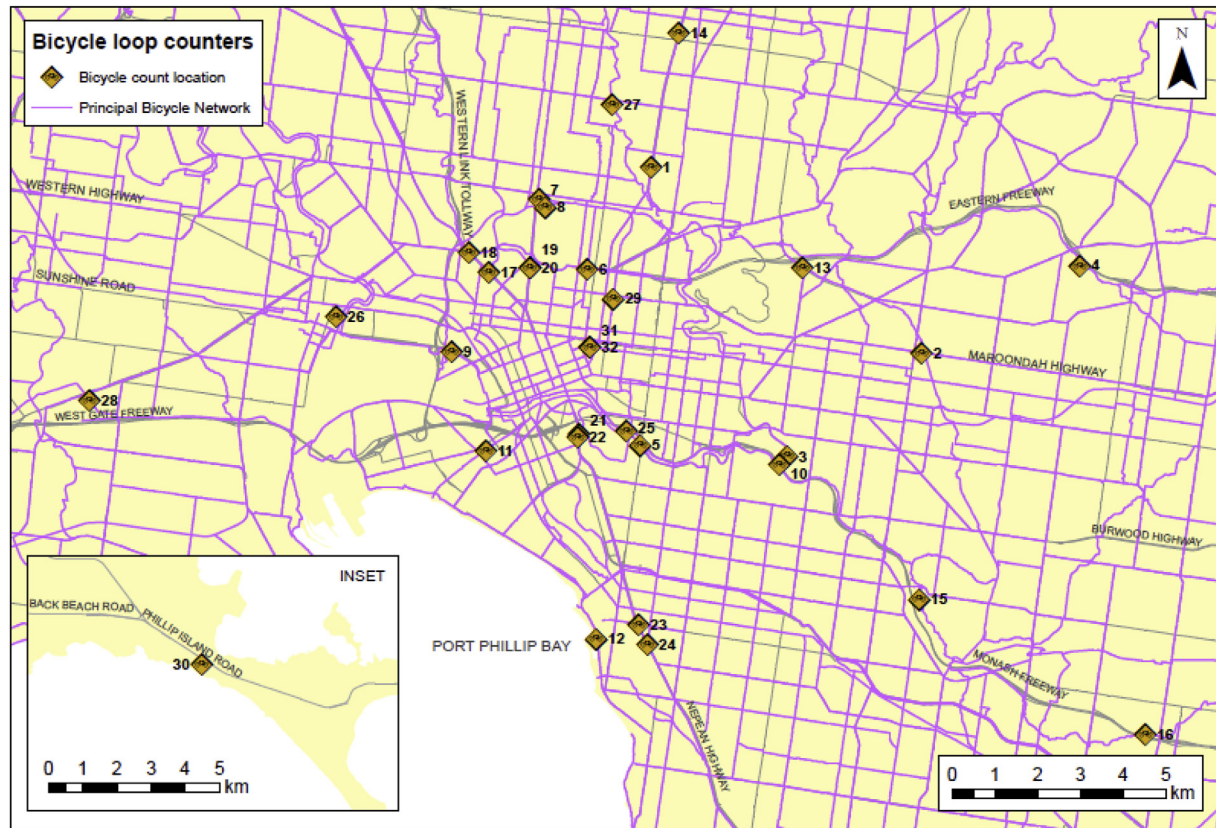 Bicycle loop counters
Bicycle count location
Principal Bicycle Network
N
14
27
WESTERN LINK TOLLWAY
1
WESTERN HIGHWAY
7
8
EASTERN FREEWAY
18
19
17
20
6
13
4
SUNSHINE ROAD
29
26
31
9
32
2
MAROONDAH HIGHWAY
28
WEST GATE FREEWAY
21
25
22
5
11
3
10
BURWOOD HIGHWAY
INSET
BACK BEACH ROAD
PHILLIP ISLAND ROAD
30
0 1 2 3 4 5
km
15
23
PORT PHILLIP BAY
12
24
MONASH FREEWAY
NEPEAN HIGHWAY
16
0 1 2 3 4 5
km